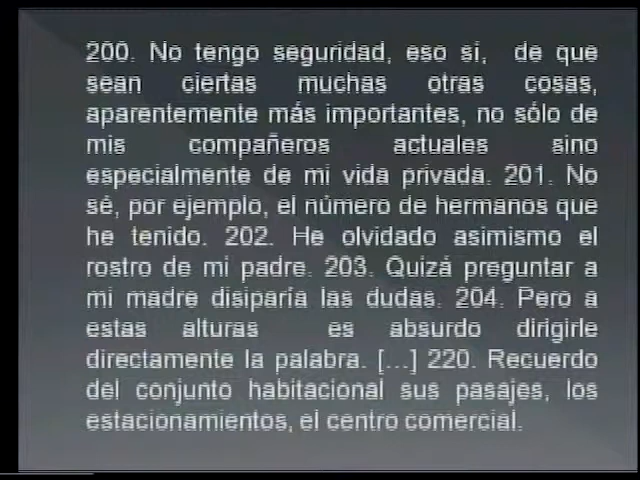 200. No tengo seguridad, eso sí, de que
sean ciertas muchas otras cosas,
aparentemente más importantes, no sólo de
mis compañeros actuales sino
especialmente de mi vida privada. 201. No
sé, por ejemplo, el número de hermanos que
he tenido. 202. He olvidado asimismo el
rostro de mi padre. 203. Quizá preguntar a
mi madre disiparía las dudas. 204. Pero a
estas alturas es absurdo dirigirle
directamente la palabra. [...] 220. Recuerdo
del conjunto habitacional sus pasajes, los
estacionamientos, el centro comercial.